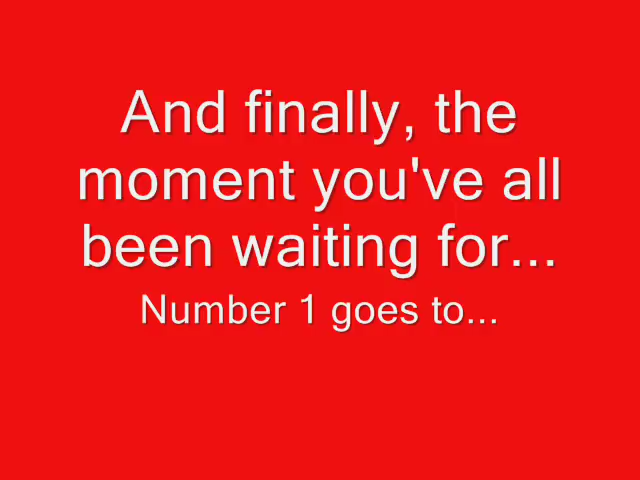 And finally, the
moment you've all
been waiting for...
Number 1 goes to...